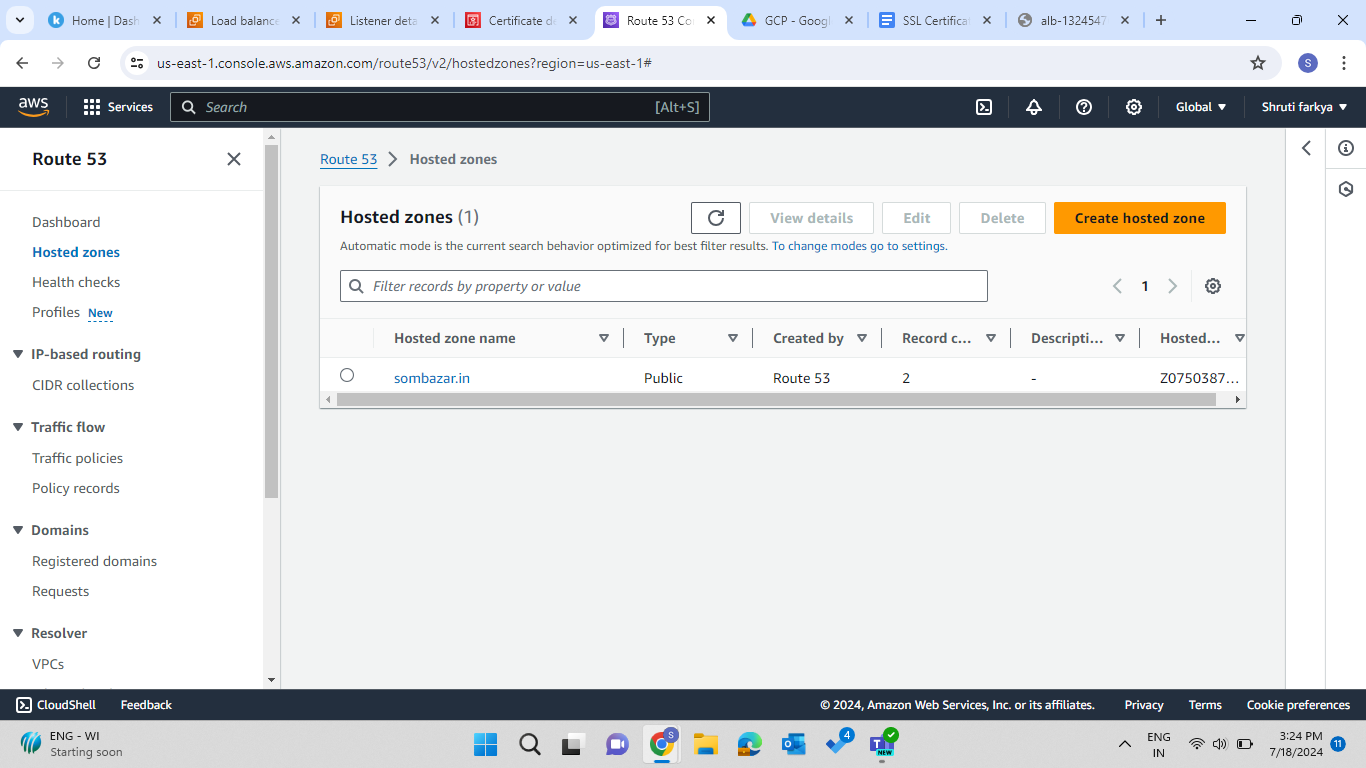 Home | Dash
Load balance
Listener deta
Certificate de
Route 53 Co
GCP - Googl
SSL Certificat
alb-1324547
us-east-1.console.aws.amazon.com/route53/v2/hostedzones?region=us-east-1#
S
aws
Services
Search
[Alt+S]
Global
Shruti farkya
Route 53
Dashboard
Hosted zones
Health checks
Profiles New
IP-based routing
CIDR collections
Traffic flow
Traffic policies
Policy records
Domains
Registered domains
Requests
Resolver
VPCs
Route 53 > Hosted zones
Hosted zones (1)
View details
Edit
Delete
Create hosted zone
Automatic mode is the current search behavior optimized for best filter results. To change modes go to settings.
Filter records by property or value
1
Hosted zone name
Type
Created by
Record c...
Descripti...
Hosted...
sombazar.in
Public
Route 53
2
-
Z0750387...
CloudShell
Feedback
© 2024, Amazon Web Services, Inc. or its affiliates.
Privacy
Terms
Cookie preferences
ENG - WI
Starting soon
S
4
NEW
ENG
IN
3:24 PM
7/18/2024
11